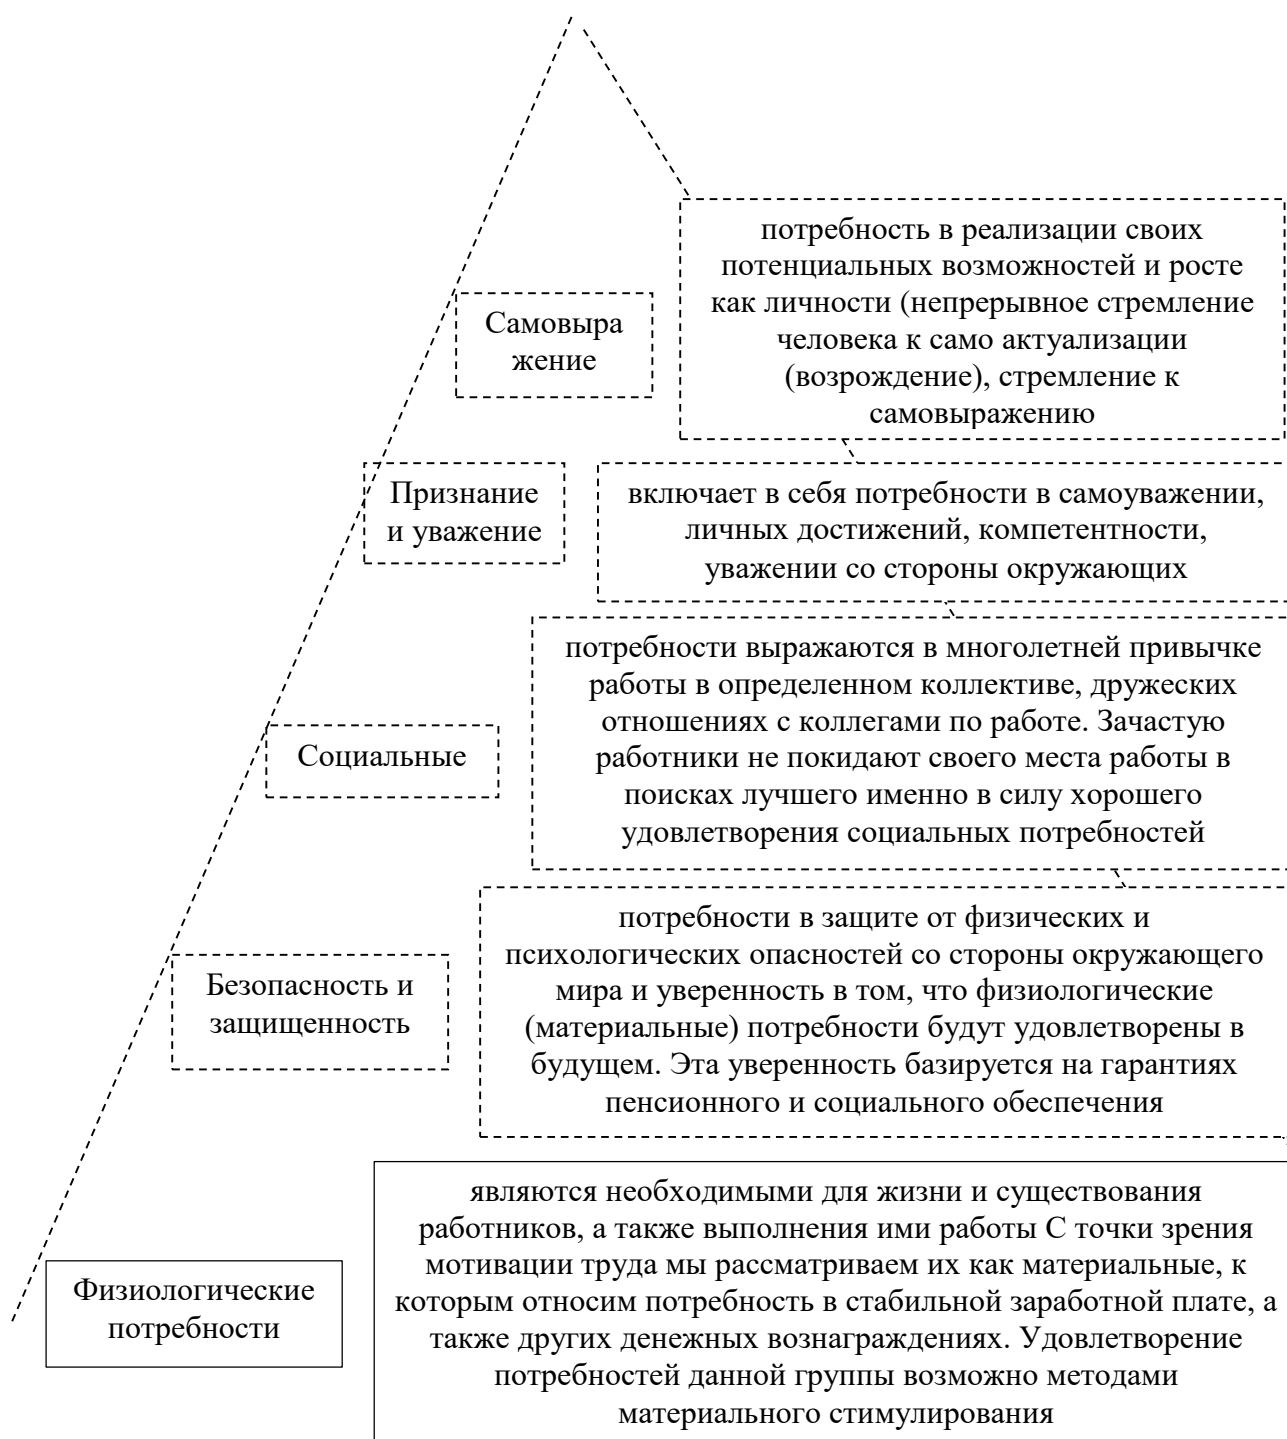 потребность в реализации своих
потенциальных возможностей и росте
как личности (непрерывное стремление
человека к само актуализации
(возрождение), стремление к
самовыражению
Самовыра
жение
Признание
и уважение
включает в себя потребности в самоуважении,
личных достижений, компетентности,
уважении со стороны окружающих
потребности выражаются в многолетней привычке
работы в определенном коллективе, дружеских
отношениях с коллегами по работе. Зачастую
работники не покидают своего места работы в
поисках лучшего именно в силу хорошего
удовлетворения социальных потребностей
Социальные
потребности в защите от физических и
психологических опасностей со стороны окружающего
мира и уверенность в том, что физиологические
(материальные) потребности будут удовлетворены в
будущем. Эта уверенность базируется на гарантиях
пенсионного и социального обеспечения
Безопасность и
защищенность
являются необходимыми для жизни и существования
работников, а также выполнения ими работы С точки зрения
мотивации труда мы рассматриваем их как материальные, к
которым относим потребность в стабильной заработной плате, а
также других денежных вознаграждениях. Удовлетворение
потребностей данной группы возможно методами
материального стимулирования
Физиологические
потребности